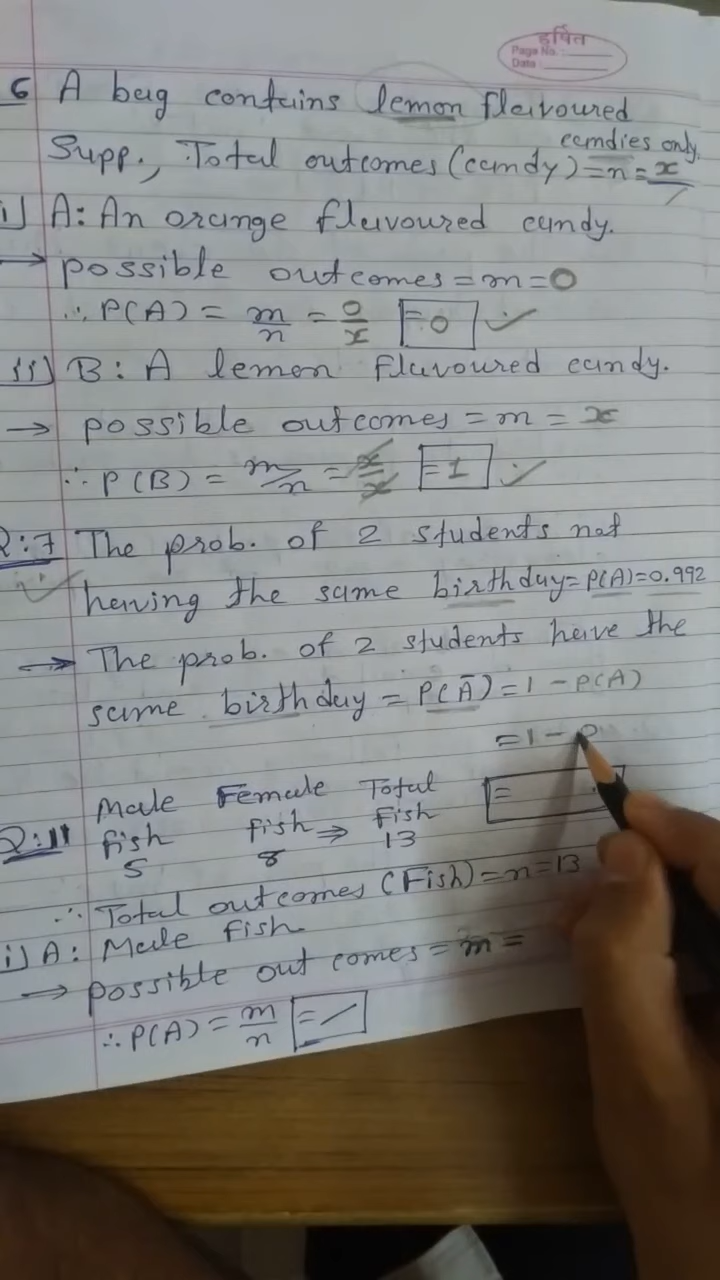 हर्पित
Page No.
Date
6 A bag contains lemon flavoured
candies only.
Supp., Total outcomes (candy) = n = x
i) A: An orange flavoured candy.
→ possible outcomes = m = 0
∴ P(A) = m/n = 0/x = 0
ii) B: A lemon flavoured candy.
→ possible outcomes = m = x
∴ P(B) = m/n = x/x = 1
Q:7 The prob. of 2 students not
having the same birthday = P(A) = 0.992
→ The prob. of 2 students have the
same birthday = P(Ā) = 1 - P(A)
= 1 - 0
=
Q:11 Male fish 5 Female fish 8 ⇒ Total fish 13
∴ Total outcomes (Fish) = n = 13
i) A: Male fish
→ possible out comes = m =
∴ P(A) = m/n =